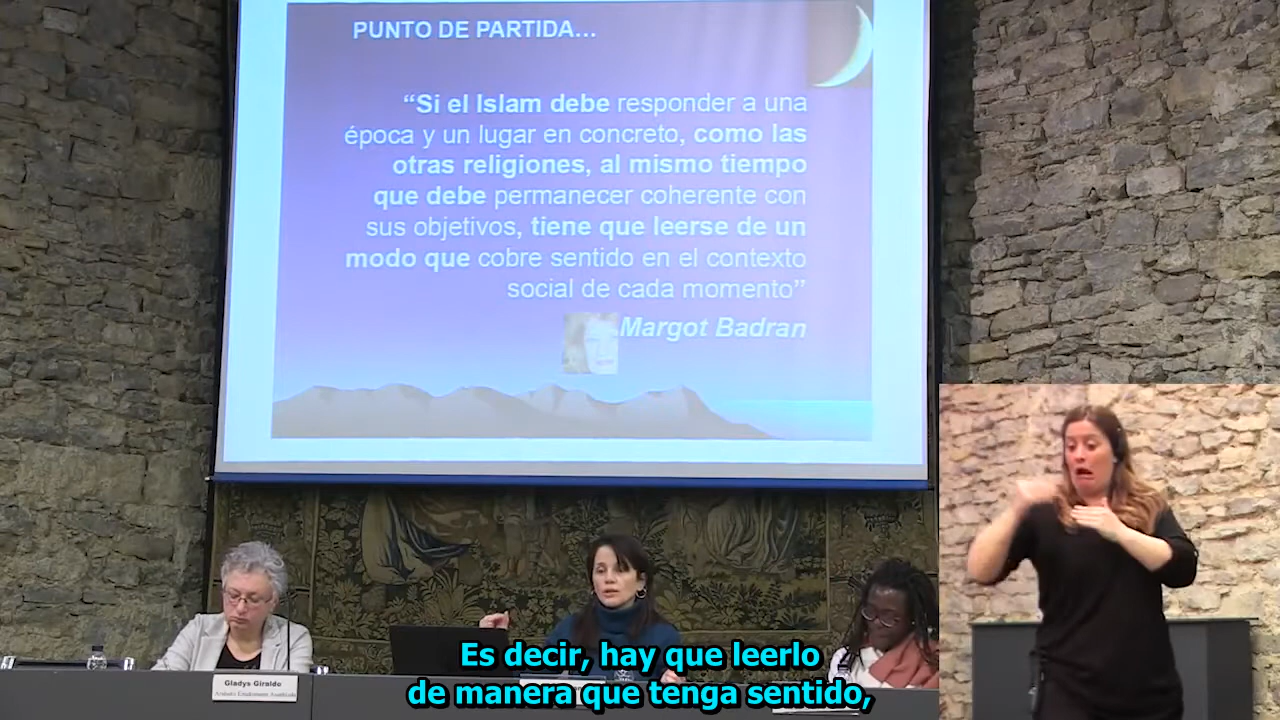 PUNTO DE PARTIDA...
“Si el Islam debe responder a una
época y un lugar en concreto, como las
otras religiones, al mismo tiempo
que debe permanecer coherente con
sus objetivos, tiene que leerse de un
modo que cobre sentido en el contexto
social de cada momento”
Margot Badran
Gladys Giraldo
Es decir, hay que leerlo
de manera que tenga sentido,